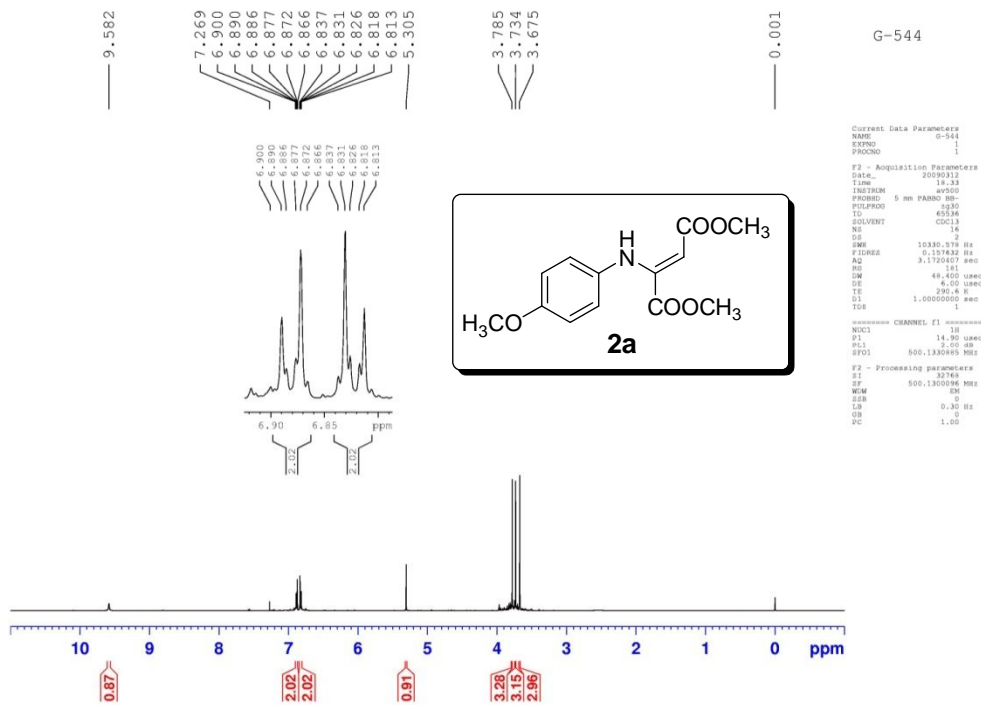 9.582
7.269
6.900
6.890
6.886
6.877
6.872
6.866
6.837
6.831
6.826
6.818
6.813
5.305
3.785
3.734
3.675
0.001
G-544
6.900
6.890
6.886
6.877
6.872
6.866
6.837
6.831
6.826
6.818
6.813
6.90 6.85 ppm
2.02 2.02
H
N
COOCH3
COOCH3
H3CO
2a
Current Data Parameters
NAME G-544
EXPNO 1
PROCNO 1
F2 - Acquisition Parameters
Date_ 20090312
Time 18.33
INSTRUM av500
PROBHD 5 mm PABBO BB-
PULPROG zg30
TD 65536
SOLVENT CDCl3
NS 16
DS 2
SWH 10330.578 Hz
FIDRES 0.157632 Hz
AQ 3.1720407 sec
RG 181
DW 48.400 usec
DE 6.00 usec
TE 290.6 K
D1 1.00000000 sec
TD0 1
======== CHANNEL f1 ========
NUC1 1H
P1 14.90 usec
PL1 2.00 dB
SFO1 500.1330885 MHz
F2 - Processing parameters
SI 32768
SF 500.1300096 MHz
WDW EM
SSB 0
LB 0.30 Hz
GB 0
PC 1.00
10 9 8 7 6 5 4 3 2 1 0 ppm
0.87 2.02 2.02 0.91 3.28 3.15 2.96